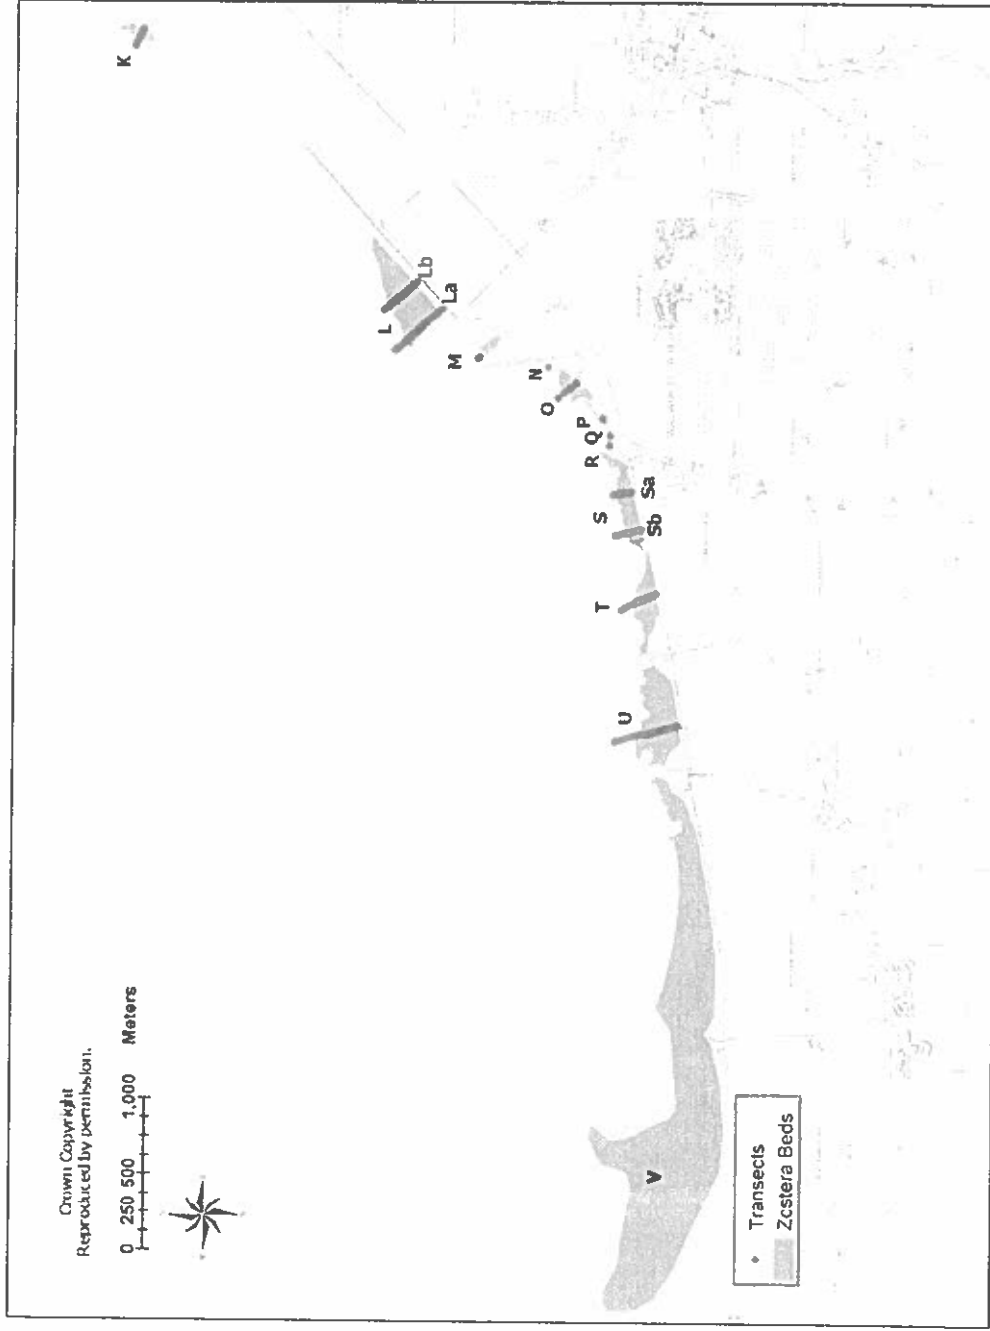 Crown Copyright
Reproduced by permission.
0 250 500 1,000 Meters
K
L
Lb
La
M
N
O
P
Q
R
S
Sa
Sb
T
U
V
Transects
Zostera Beds